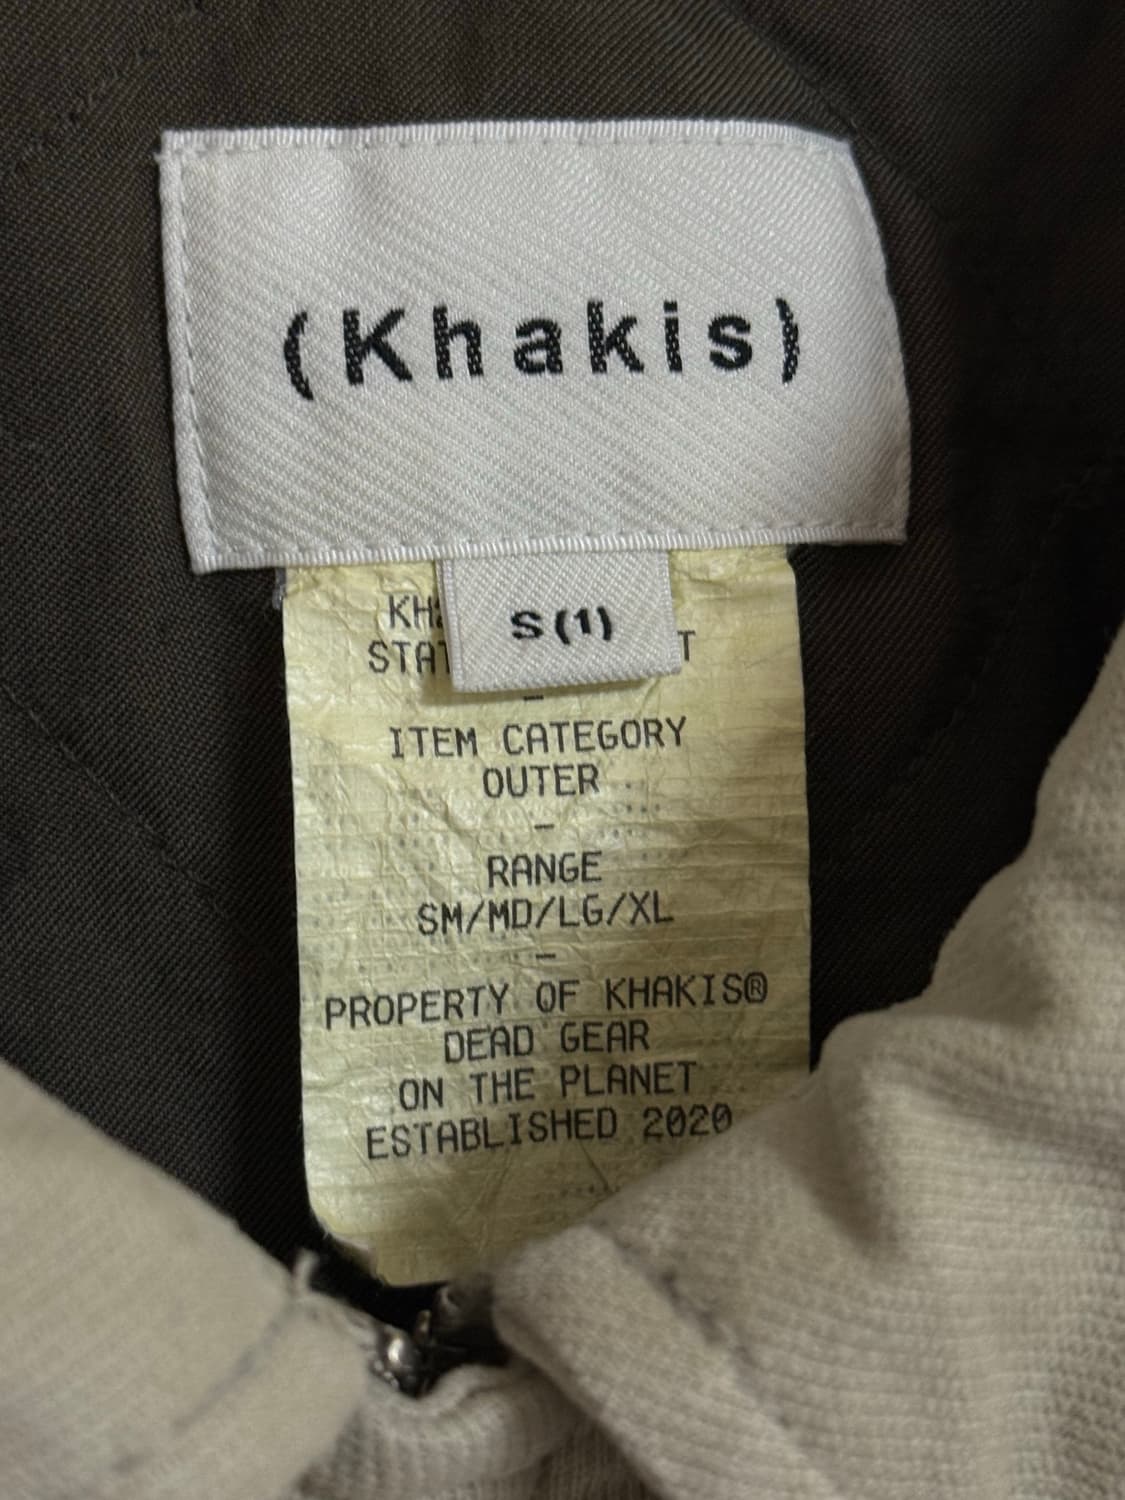 (Khakis)
S(1)
ITEM CATEGORY
OUTER
-
RANGE
SM/MD/LG/XL
-
PROPERTY OF KHAKIS®
DEAD GEAR
ON THE PLANET
ESTABLISHED 2020